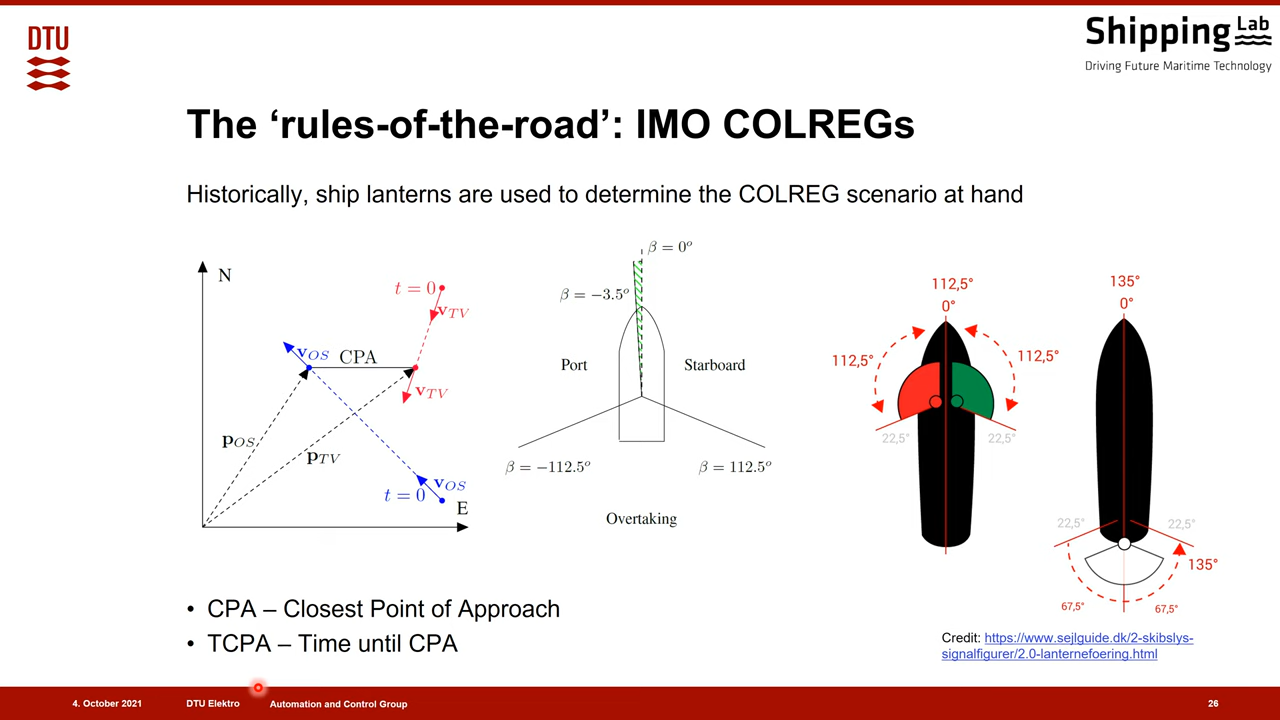 DTU
Shipping Lab
Driving Future Maritime Technology
The ‘rules-of-the-road’: IMO COLREGs
Historically, ship lanterns are used to determine the COLREG scenario at hand
N
t = 0
v_TV
v_OS
CPA
v_TV
p_OS
p_TV
v_OS
t = 0
E
β = 0°
β = −3.5°
Port
Starboard
β = −112.5°
β = 112.5°
Overtaking
112,5°
0°
112,5°
112,5°
22,5°
22,5°
135°
0°
22,5°
22,5°
135°
67,5°
67,5°
• CPA – Closest Point of Approach
• TCPA – Time until CPA
Credit: https://www.sejlguide.dk/2-skibslys-
signalfigurer/2.0-lanternefoering.html
4. October 2021 DTU Elektro Automation and Control Group 26